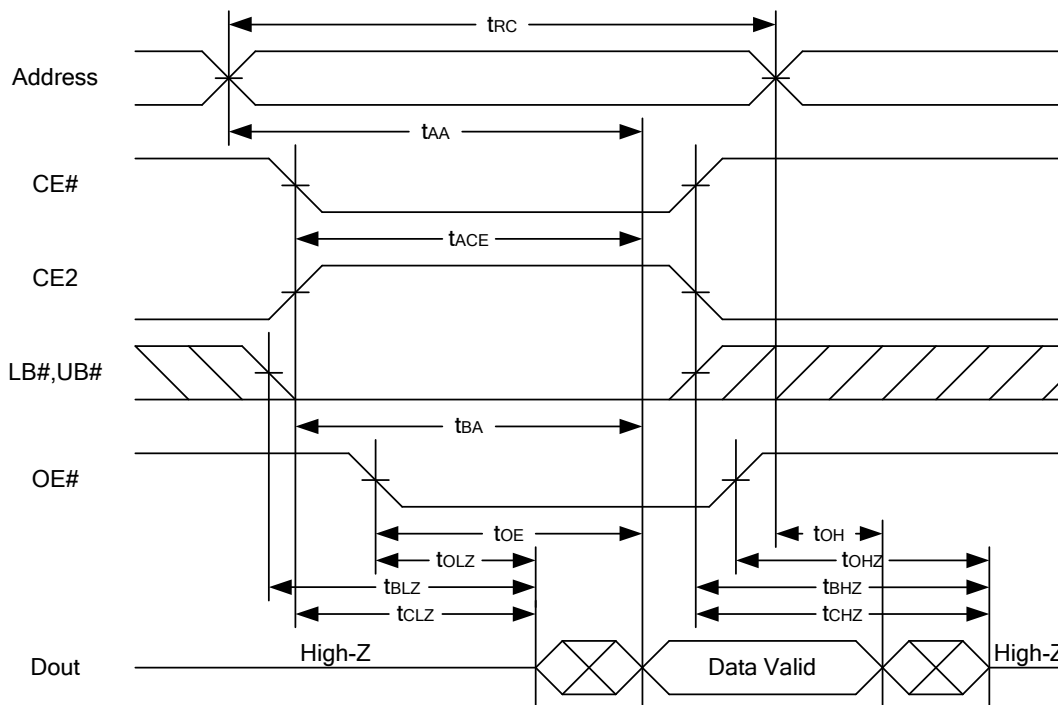 tRC
Address
tAA
CE#
tACE
CE2
LB#,UB#
tBA
OE#
tOE
tOH
tOLZ
tOHZ
tBLZ
tBHZ
tCLZ
tCHZ
Dout
High-Z
Data Valid
High-Z